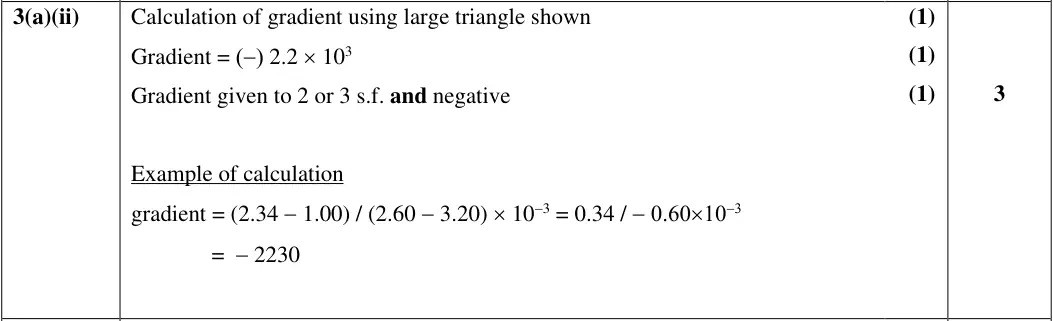 3(a)(ii) Calculation of gradient using large triangle shown (1)
Gradient = (−) 2.2 × 10³ (1)
Gradient given to 2 or 3 s.f. and negative (1) 3
Example of calculation
gradient = (2.34 – 1.00) / (2.60 – 3.20) × 10⁻³ = 0.34 / – 0.60×10⁻³
= – 2230